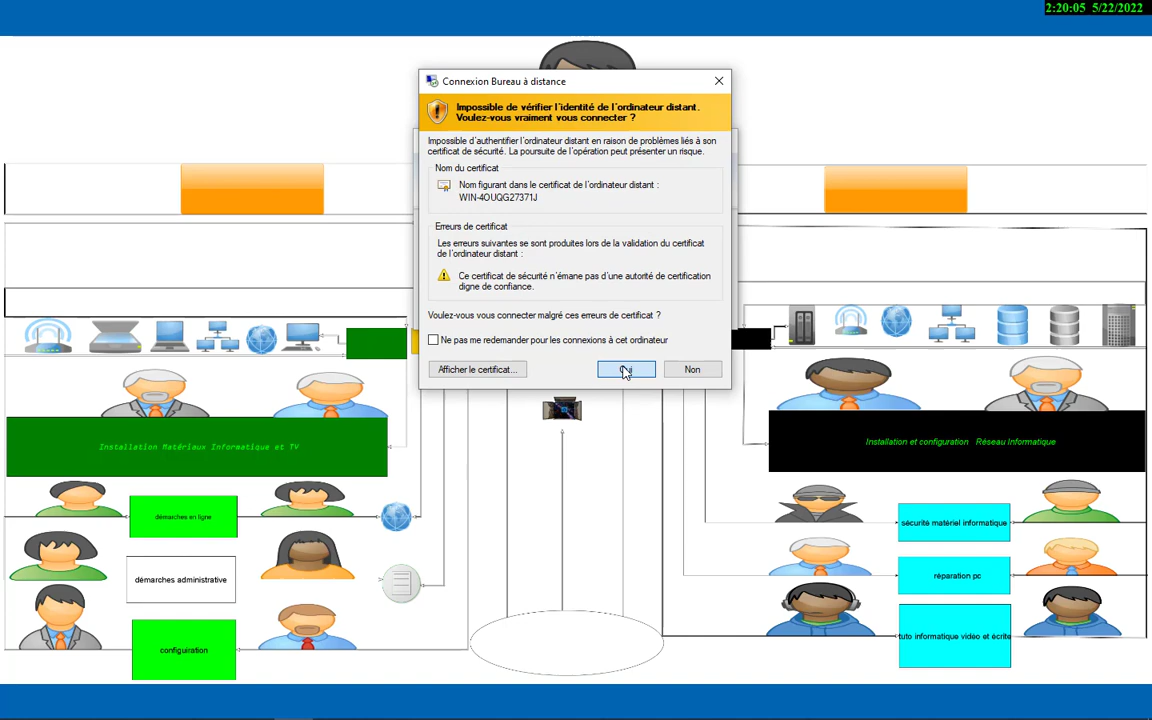 2:20:05 5/22/2022
Connexion Bureau à distance
Impossible de vérifier l'identité de l'ordinateur distant.
Voulez-vous vraiment vous connecter ?
Impossible d'authentifier l'ordinateur distant en raison de problèmes liés à son
certificat de sécurité. La poursuite de l'opération peut présenter un risque.
Nom du certificat
Nom figurant dans le certificat de l'ordinateur distant :
WIN-4OUQG27371J
Erreurs de certificat
Les erreurs suivantes se sont produites lors de la validation du certificat
de l'ordinateur distant :
Ce certificat de sécurité n'émane pas d'une autorité de certification
digne de confiance.
Voulez-vous vous connecter malgré ces erreurs de certificat ?
Ne pas me redemander pour les connexions à cet ordinateur
Afficher le certificat...
Oui
Non
Installation Matériaux Informatique et TV
Installation et configuration Réseau Informatique
démarches en ligne
sécurité matériel informatique
démarches administrative
réparation pc
configuiration
tuto informatique vidéo et écrite